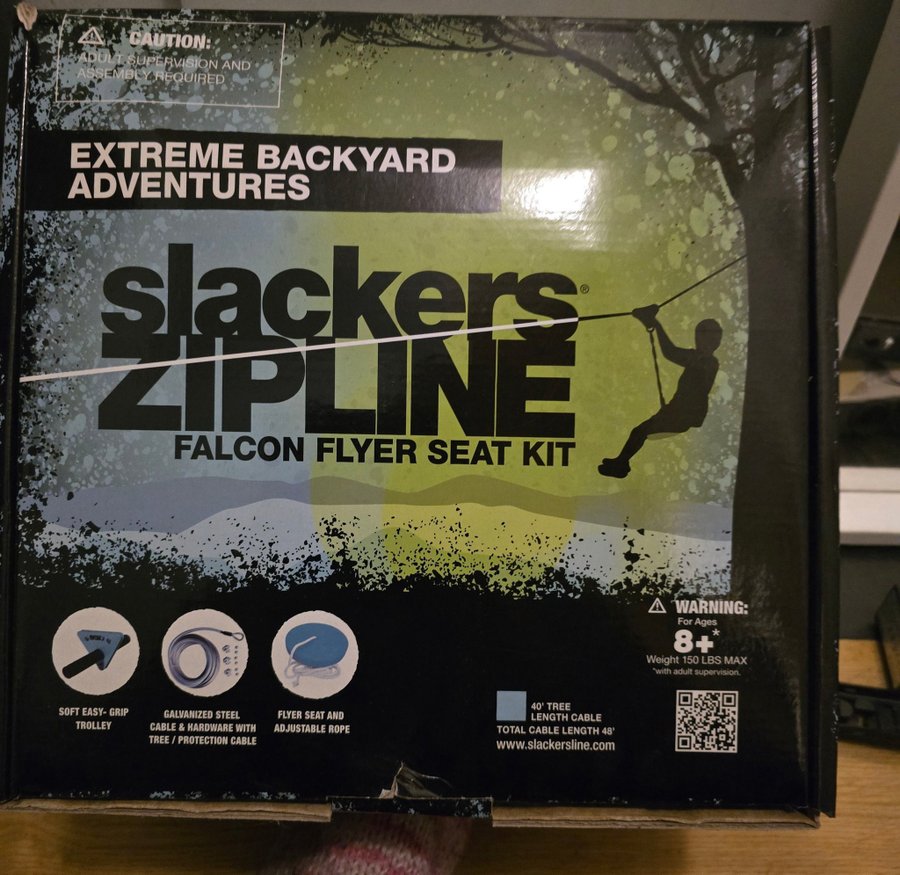 CAUTION:
ADULT SUPERVISION AND
ASSEMBLY REQUIRED
EXTREME BACKYARD
ADVENTURES
slackers®
ZIPLINE
FALCON FLYER SEAT KIT
WARNING:
For Ages
8+*
Weight 150 LBS MAX
*with adult supervision.
SOFT EASY- GRIP
TROLLEY
GALVANIZED STEEL
CABLE & HARDWARE WITH
TREE / PROTECTION CABLE
FLYER SEAT AND
ADJUSTABLE ROPE
40' TREE
LENGTH CABLE
TOTAL CABLE LENGTH 48'
www.slackersline.com